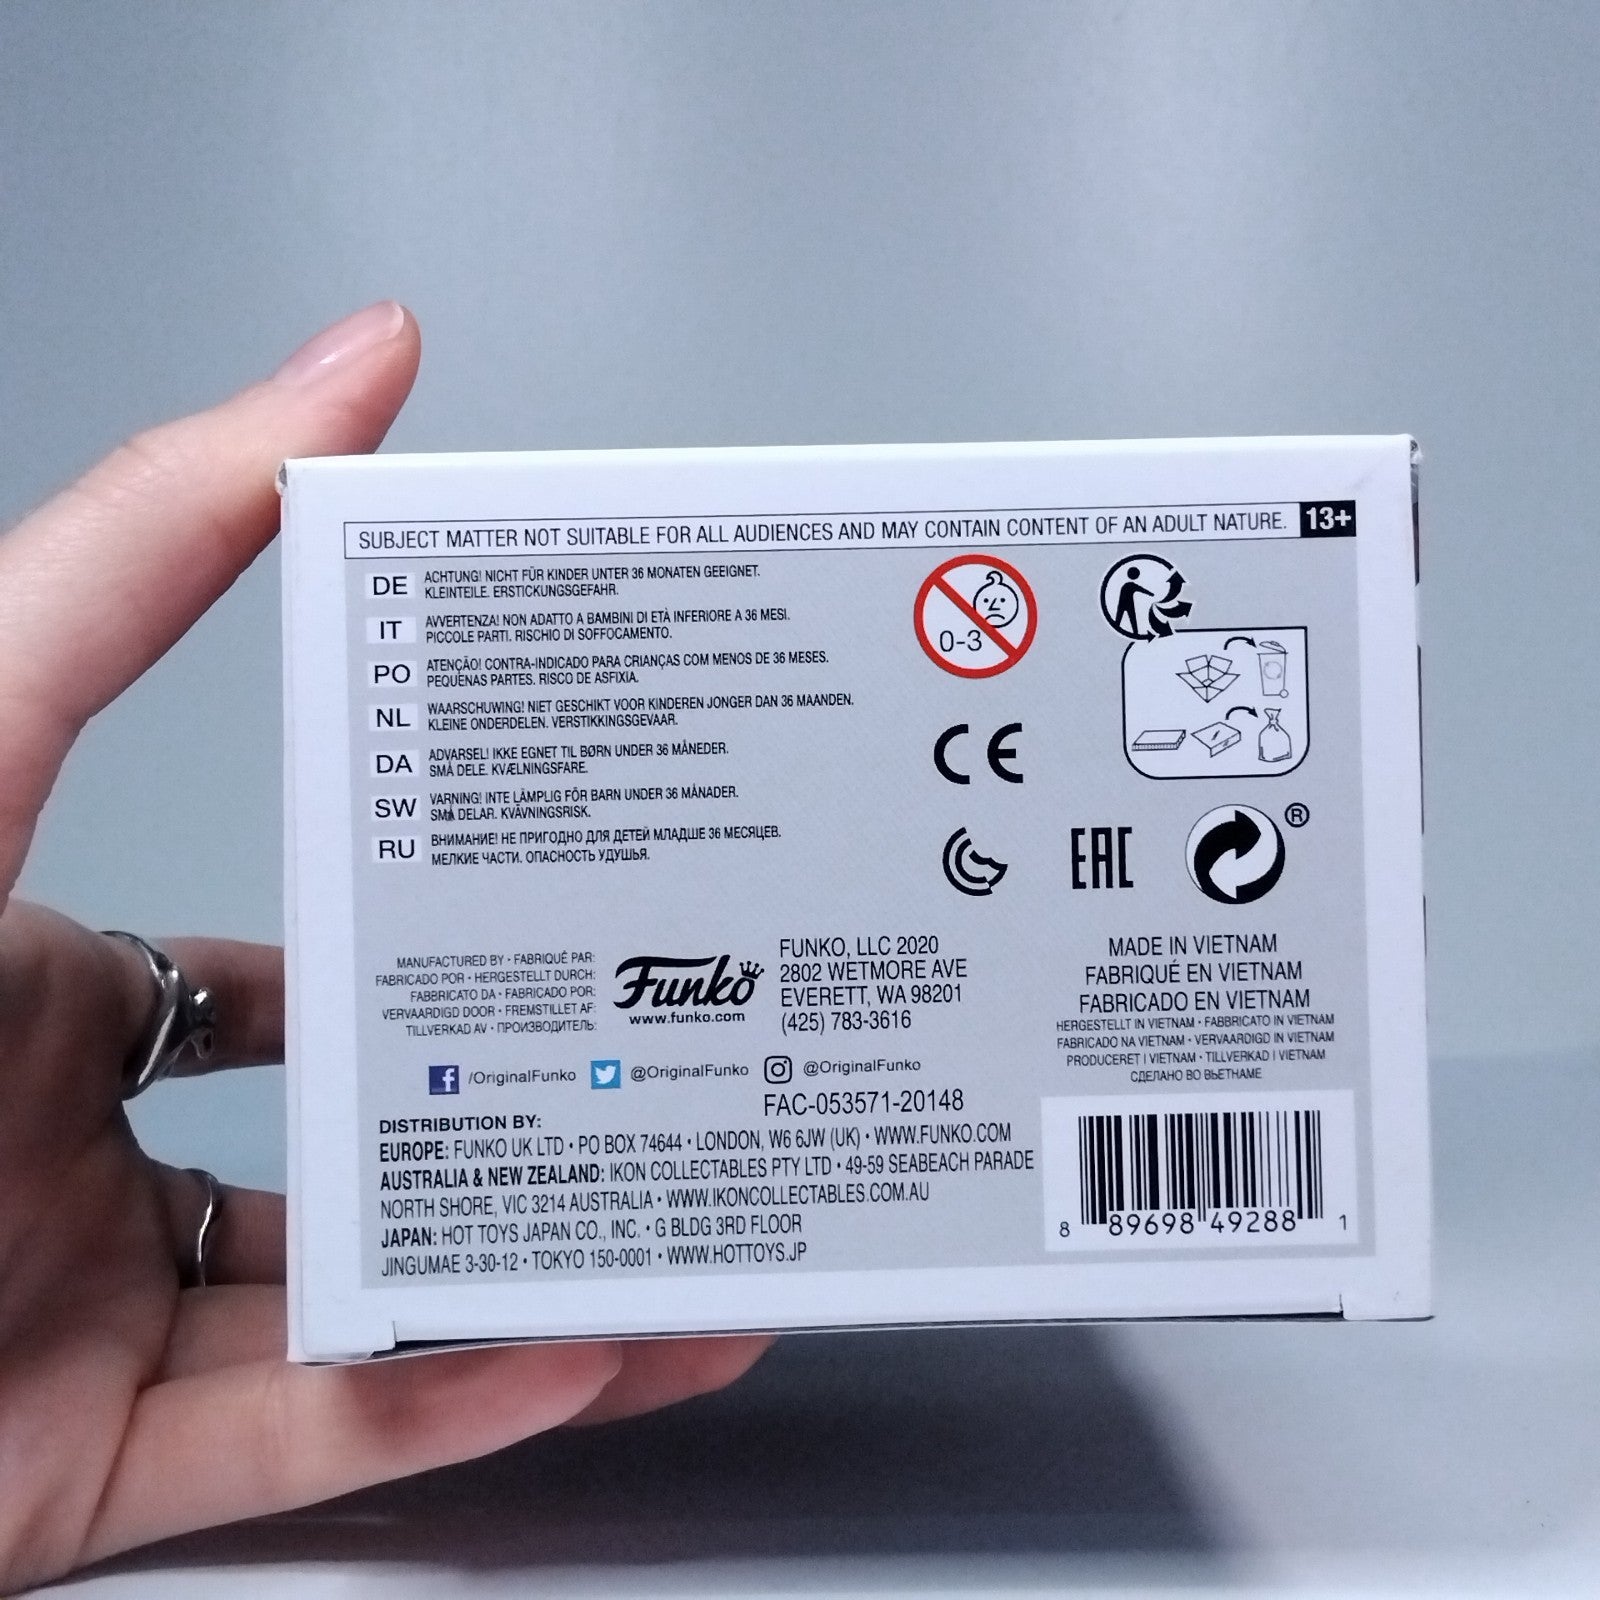 SUBJECT MATTER NOT SUITABLE FOR ALL AUDIENCES AND MAY CONTAIN CONTENT OF AN ADULT NATURE. 13+
DE ACHTUNG! NICHT FÜR KINDER UNTER 36 MONATEN GEEIGNET.
KLEINTEILE. ERSTICKUNGSGEFAHR.
IT AVVERTENZA! NON ADATTO A BAMBINI DI ETÀ INFERIORE A 36 MESI.
PICCOLE PARTI. RISCHIO DI SOFFOCAMENTO.
PO ATENÇÃO! CONTRA-INDICADO PARA CRIANÇAS COM MENOS DE 36 MESES.
PEQUENAS PARTES. RISCO DE ASFIXIA.
NL WAARSCHUWING! NIET GESCHIKT VOOR KINDEREN JONGER DAN 36 MAANDEN.
KLEINE ONDERDELEN. VERSTIKKINGSGEVAAR.
DA ADVARSEL! IKKE EGNET TIL BØRN UNDER 36 MÅNEDER.
SMÅ DELE. KVÆLNINGSFARE.
SW VARNING! INTE LÄMPLIG FÖR BARN UNDER 36 MÅNADER.
SMÅ DELAR. KVÄVNINGSRISK.
RU ВНИМАНИЕ! НЕ ПРИГОДНО ДЛЯ ДЕТЕЙ МЛАДШЕ 36 МЕСЯЦЕВ.
МЕЛКИЕ ЧАСТИ. ОПАСНОСТЬ УДУШЬЯ.
0-3
CE
EAC
®
MANUFACTURED BY • FABRIQUÉ PAR:
FABRICADO POR • HERGESTELLT DURCH:
FABBRICATO DA • FABRICADO POR:
VERVAARDIGD DOOR • FREMSTILLET AF:
TILLVERKAD AV • ПРОИЗВОДИТЕЛЬ:
Funko
www.funko.com
FUNKO, LLC 2020
2802 WETMORE AVE
EVERETT, WA 98201
(425) 783-3616
MADE IN VIETNAM
FABRIQUÉ EN VIETNAM
FABRICADO EN VIETNAM
HERGESTELLT IN VIETNAM • FABBRICATO IN VIETNAM
FABRICADO NA VIETNAM • VERVAARDIGD IN VIETNAM
PRODUCERET I VIETNAM • TILLVERKAD I VIETNAM
СДЕЛАНО ВО ВЬЕТНАМЕ
f /OriginalFunko @OriginalFunko @OriginalFunko
FAC-053571-20148
DISTRIBUTION BY:
EUROPE: FUNKO UK LTD • PO BOX 74644 • LONDON, W6 6JW (UK) • WWW.FUNKO.COM
AUSTRALIA & NEW ZEALAND: IKON COLLECTABLES PTY LTD • 49-59 SEABEACH PARADE
NORTH SHORE, VIC 3214 AUSTRALIA • WWW.IKONCOLLECTABLES.COM.AU
JAPAN: HOT TOYS JAPAN CO., INC. • G BLDG 3RD FLOOR
JINGUMAE 3-30-12 • TOKYO 150-0001 • WWW.HOTTOYS.JP
8 89698 49288 1